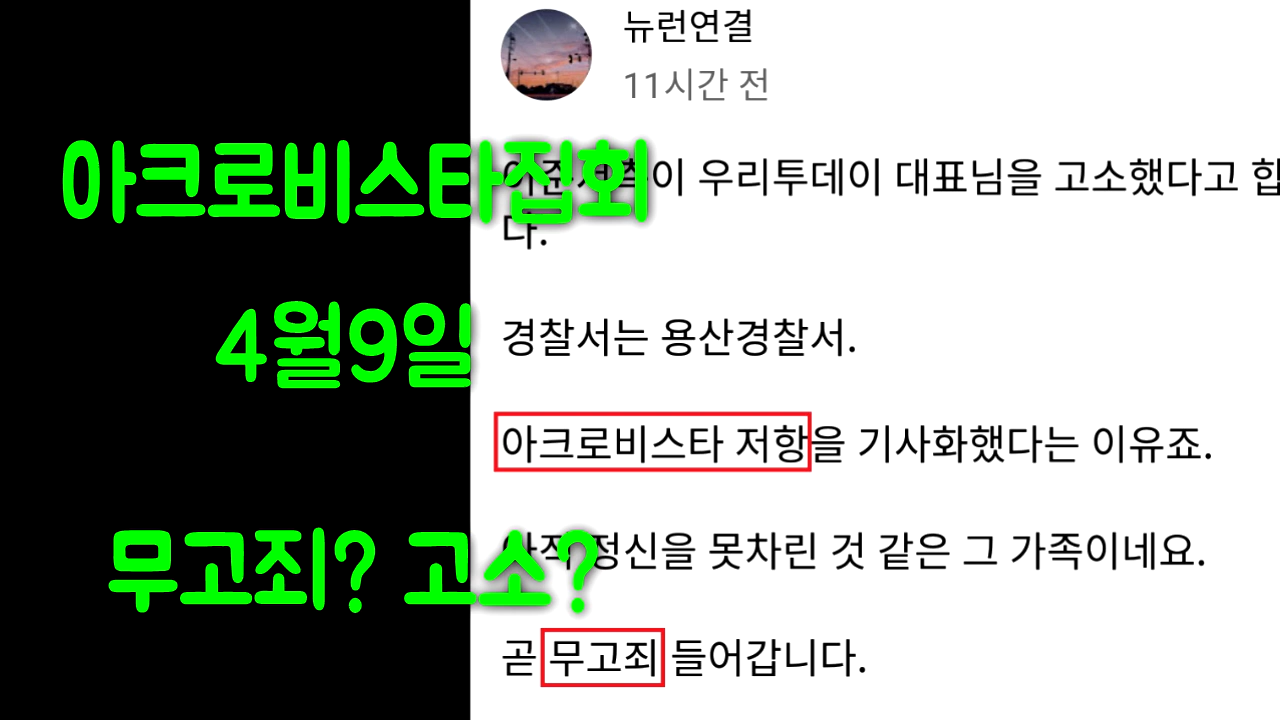 뉴런연결
11시간 전
아크로비스타집회
우리투데이 대표님을 고소했다고 합
다.
4월9일
경찰서는 용산경찰서.
아크로비스타 저항을 기사화했다는 이유죠.
무고죄? 고소?
아직 정신을 못차린 것 같은 그 가족이네요.
곧 무고죄 들어갑니다.